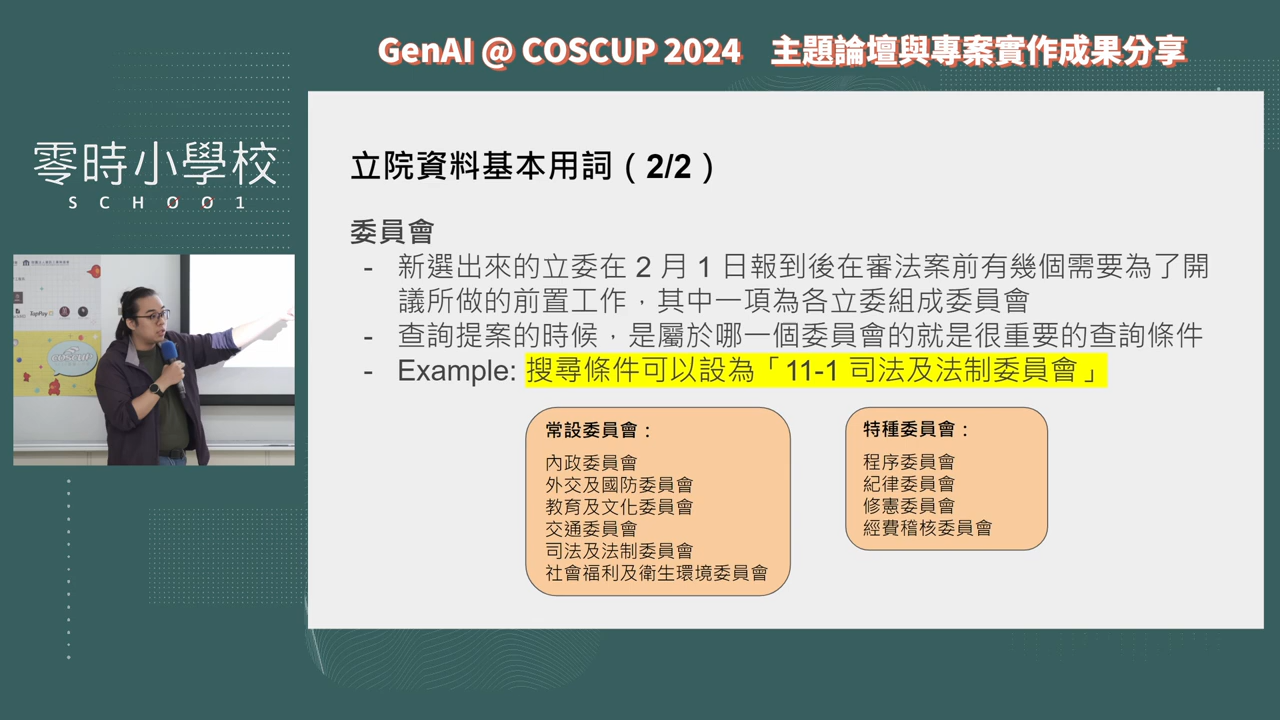 GenAI @ COSCUP 2024　主題論壇與專案實作成果分享
零時小學校
SCHOO1
立院資料基本用詞（2/2）
委員會
- 新選出來的立委在 2 月 1 日報到後在審法案前有幾個需要為了開
議所做的前置工作，其中一項為各立委組成委員會
- 查詢提案的時候，是屬於哪一個委員會的就是很重要的查詢條件
- Example: 搜尋條件可以設為「11-1 司法及法制委員會」
常設委員會：
內政委員會
外交及國防委員會
教育及文化委員會
交通委員會
司法及法制委員會
社會福利及衛生環境委員會
特種委員會：
程序委員會
紀律委員會
修憲委員會
經費稽核委員會
TapPay
COSCUP